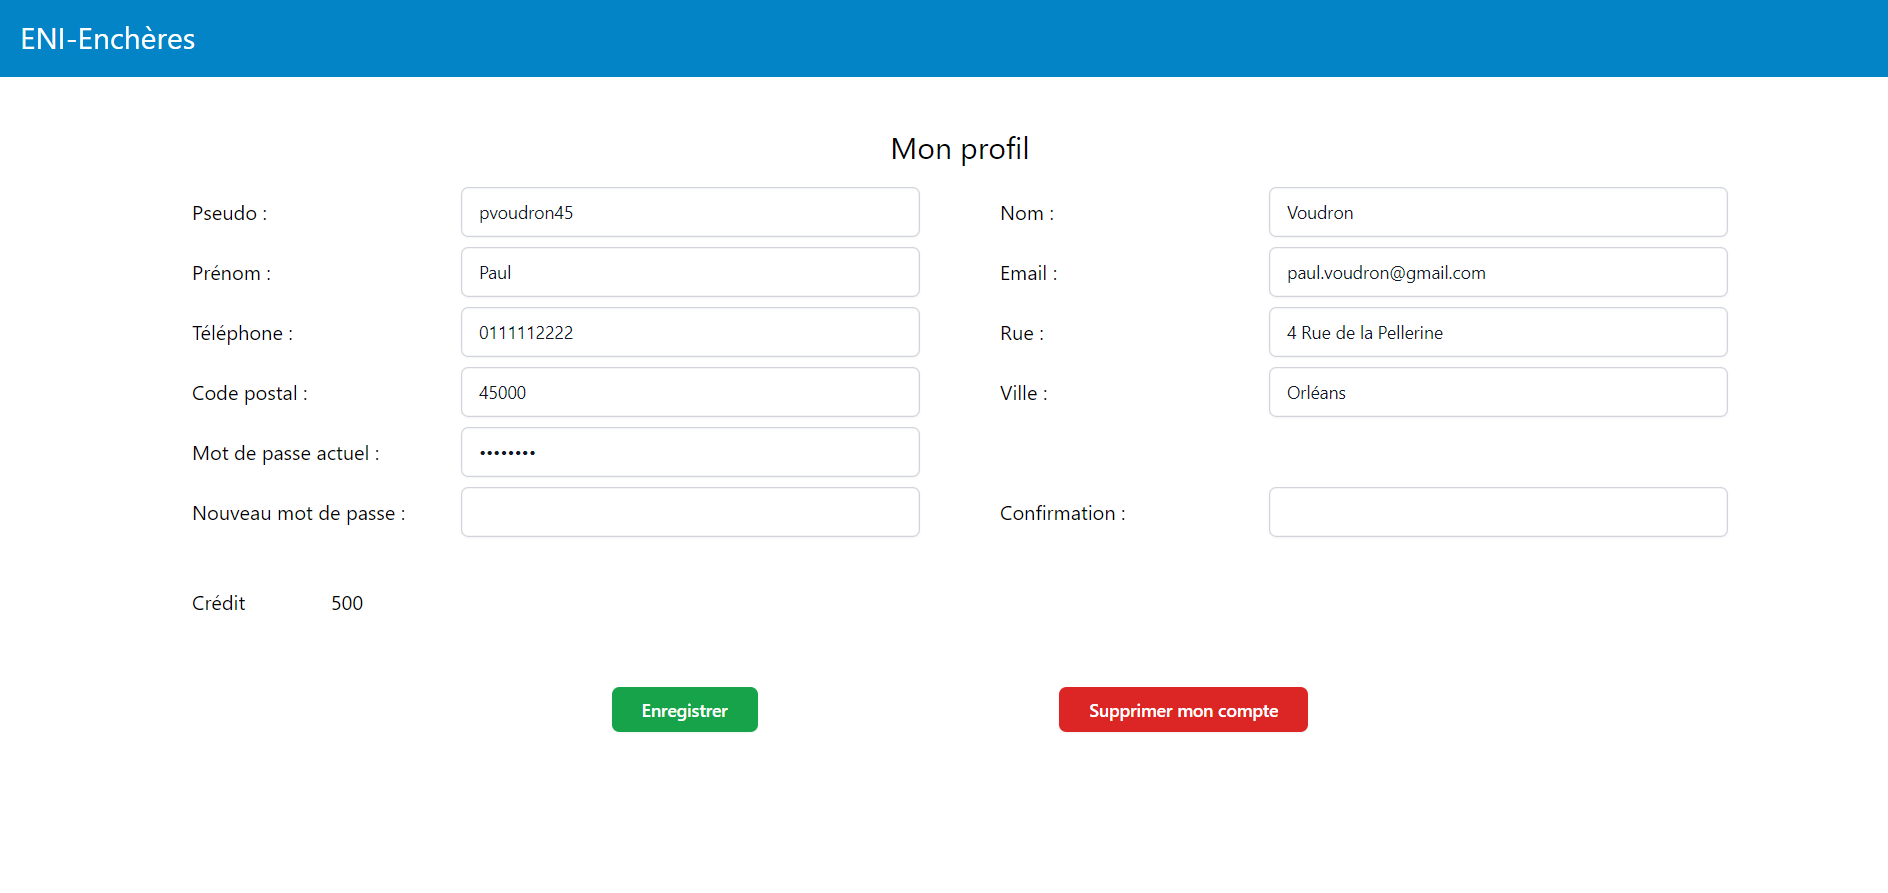 ENI-Enchères
Mon profil
Pseudo : pvoudron45 Nom : Voudron
Prénom : Paul Email : paul.voudron@gmail.com
Téléphone : 0111112222 Rue : 4 Rue de la Pellerine
Code postal : 45000 Ville : Orléans
Mot de passe actuel : ••••••••
Nouveau mot de passe : Confirmation :
Crédit 500
Enregistrer Supprimer mon compte